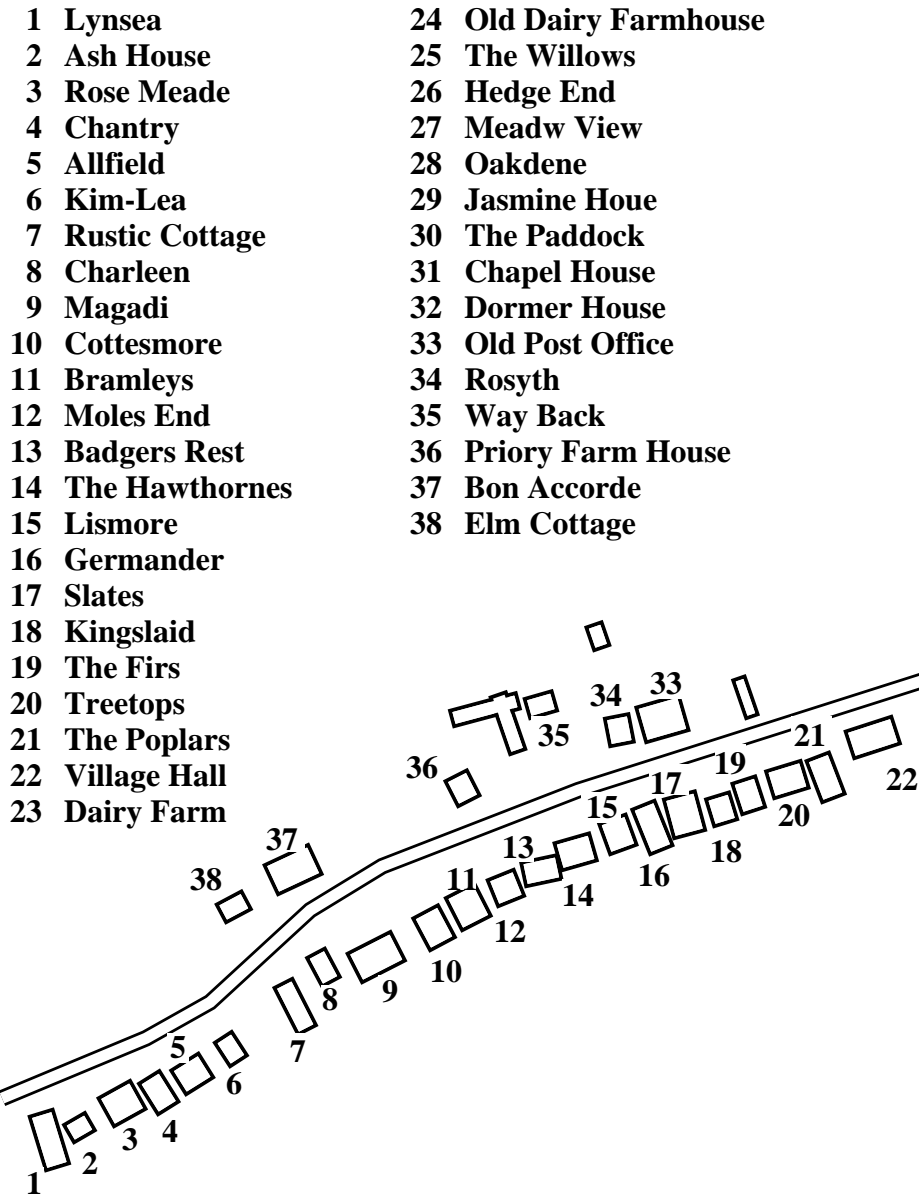 1 Lynsea
2 Ash House
3 Rose Meade
4 Chantry
5 Allfield
6 Kim-Lea
7 Rustic Cottage
8 Charleen
9 Magadi
10 Cottesmore
11 Bramleys
12 Moles End
13 Badgers Rest
14 The Hawthornes
15 Lismore
16 Germander
17 Slates
18 Kingslaid
19 The Firs
20 Treetops
21 The Poplars
22 Village Hall
23 Dairy Farm
24 Old Dairy Farmhouse
25 The Willows
26 Hedge End
27 Meadw View
28 Oakdene
29 Jasmine Houe
30 The Paddock
31 Chapel House
32 Dormer House
33 Old Post Office
34 Rosyth
35 Way Back
36 Priory Farm House
37 Bon Accorde
38 Elm Cottage
34
33
35
21
36
19
22
17
20
15
37
13
18
16
38
11
14
12
10
9
8
5
7
6
4
3
2
1